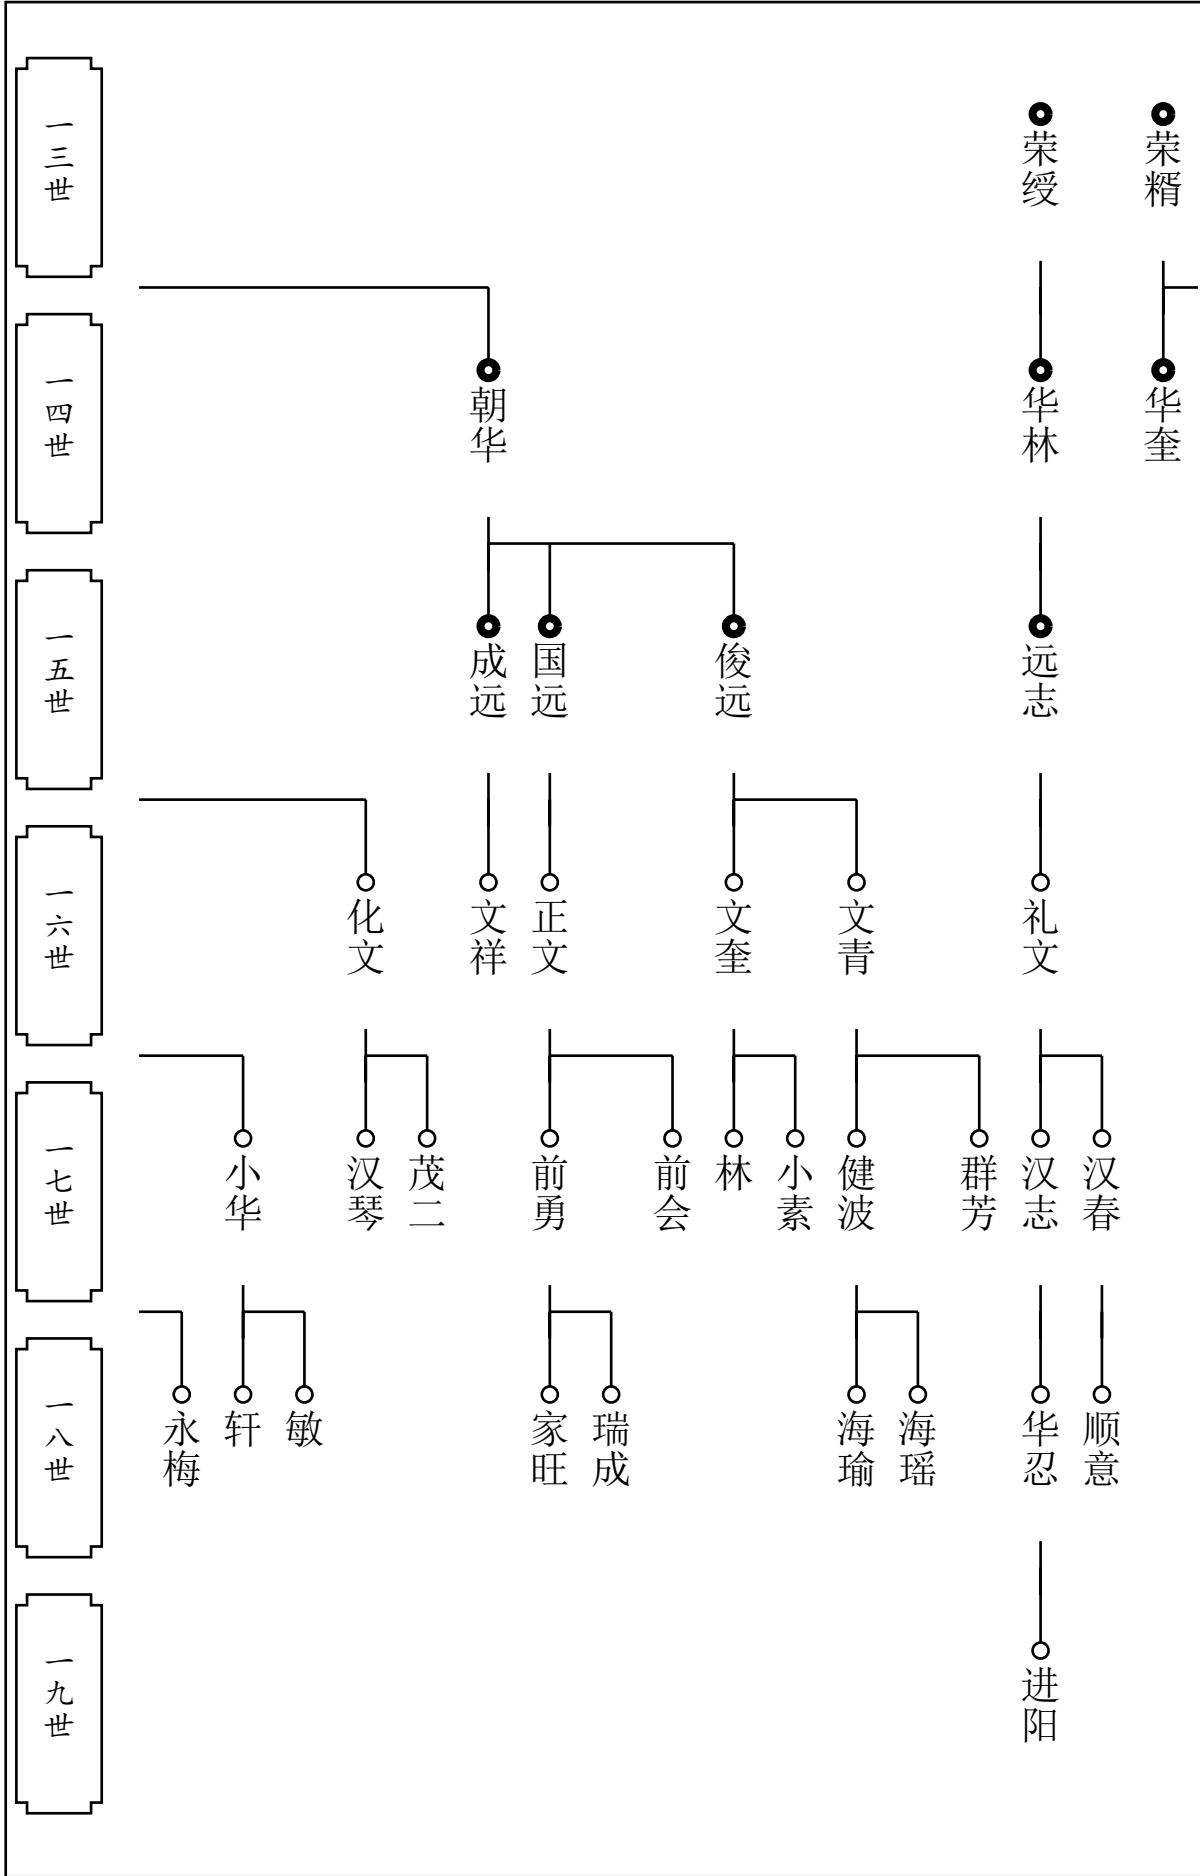 一三世
荣绶
荣糈
一四世
朝华
华林
华奎
一五世
成远
国远
俊远
远志
一六世
化文
文祥
正文
文奎
文青
礼文
一七世
小华
汉琴
茂二
前勇
前会
林
小素
健波
群芳
汉志
汉春
一八世
永梅
轩
敏
家旺
瑞成
海瑜
海瑶
华忍
顺意
一九世
进阳